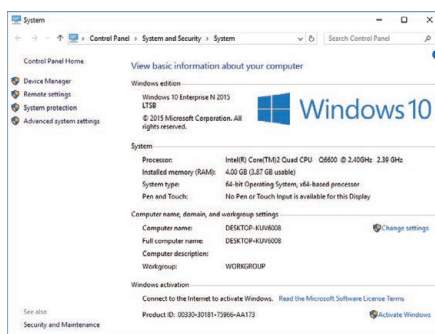 System
Control Panel > System and Security > System
Search Control Panel
Control Panel Home
Device Manager
Remote settings
System protection
Advanced system settings
View basic information about your computer
Windows edition
Windows 10 Enterprise N 2015
LTSB
© 2015 Microsoft Corporation. All
rights reserved.
Windows 10
System
Processor: Intel(R) Core(TM)2 Quad CPU Q6600 @ 2.40GHz 2.39 GHz
Installed memory (RAM): 4.00 GB (3.87 GB usable)
System type: 64-bit Operating System, x64-based processor
Pen and Touch: No Pen or Touch Input is available for this Display
Computer name, domain, and workgroup settings
Computer name: DESKTOP-KUV6008
Change settings
Full computer name: DESKTOP-KUV6008
Computer description:
Workgroup: WORKGROUP
Windows activation
Connect to the Internet to activate Windows. Read the Microsoft Software License Terms
Product ID: 00330-30181-75966-AA173
Activate Windows
See also
Security and Maintenance